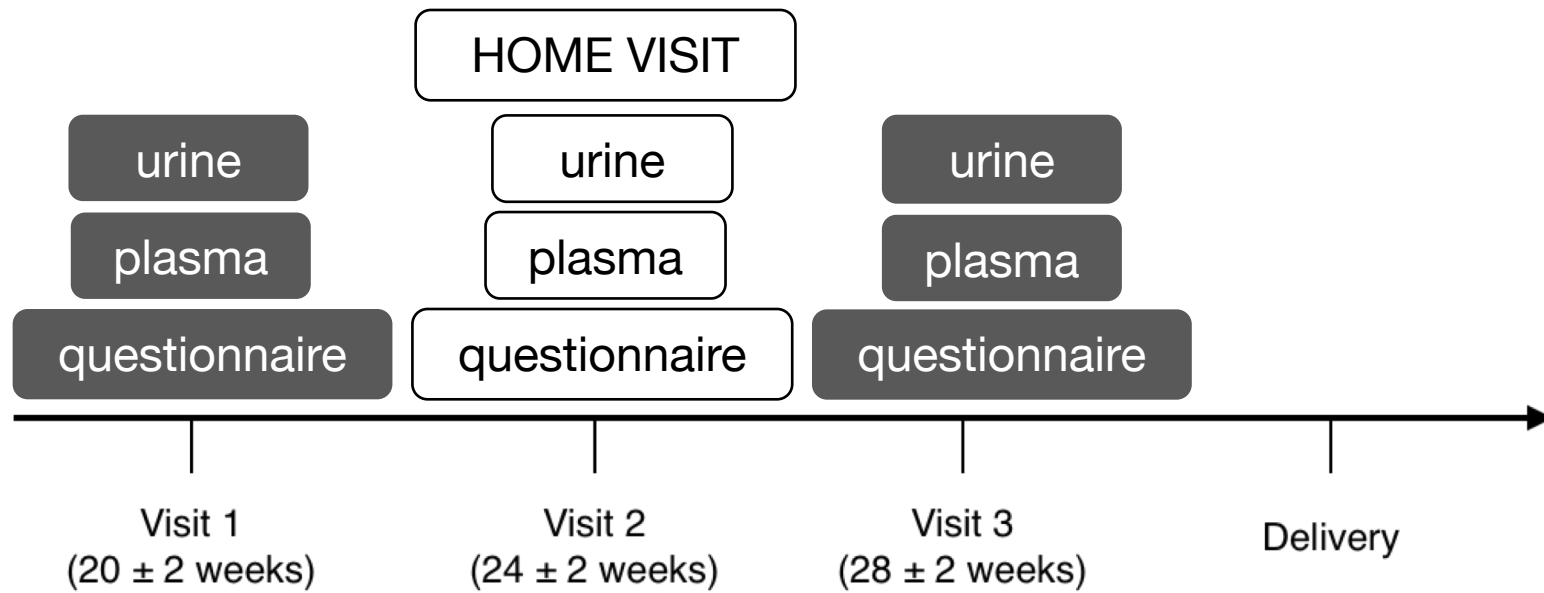 HOME VISIT
urine
plasma
questionnaire
urine
plasma
questionnaire
urine
plasma
questionnaire
Visit 1
(20 ± 2 weeks)
Visit 2
(24 ± 2 weeks)
Visit 3
(28 ± 2 weeks)
Delivery